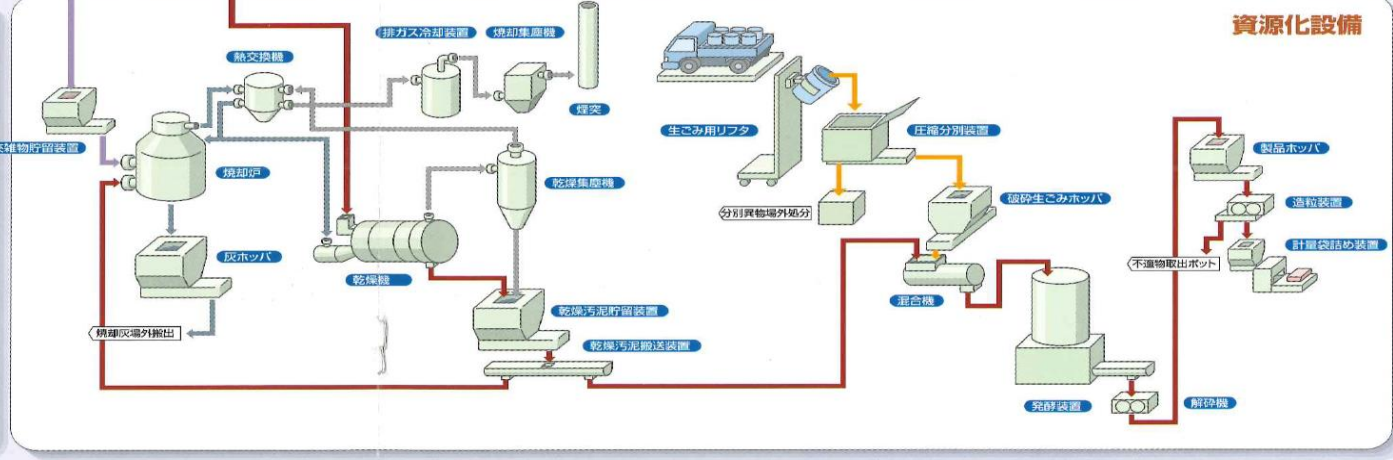 資源化設備
排ガス冷却装置
焼却集塵機
熱交換機
煙突
生ごみ用リフタ
圧縮分別装置
製品ホッパ
雑物貯留装置
焼却炉
乾燥集塵機
分別異物場外処分
破砕生ごみホッパ
造粒装置
計量袋詰め装置
灰ホッパ
不適物取出ポット
乾燥機
混合機
乾燥汚泥貯留装置
焼却灰場外搬出
乾燥汚泥搬送装置
発酵装置
解砕機